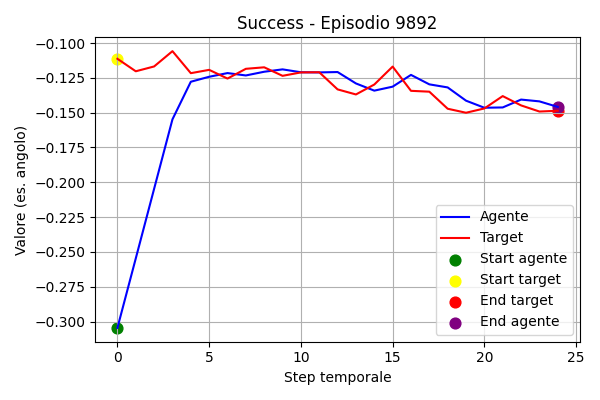 Success - Episodio 9892
Valore (es. angolo)
−0.100
−0.125
−0.150
−0.175
−0.200
−0.225
−0.250
−0.275
−0.300
Agente
Target
Start agente
Start target
End target
End agente
0 5 10 15 20 25
Step temporale